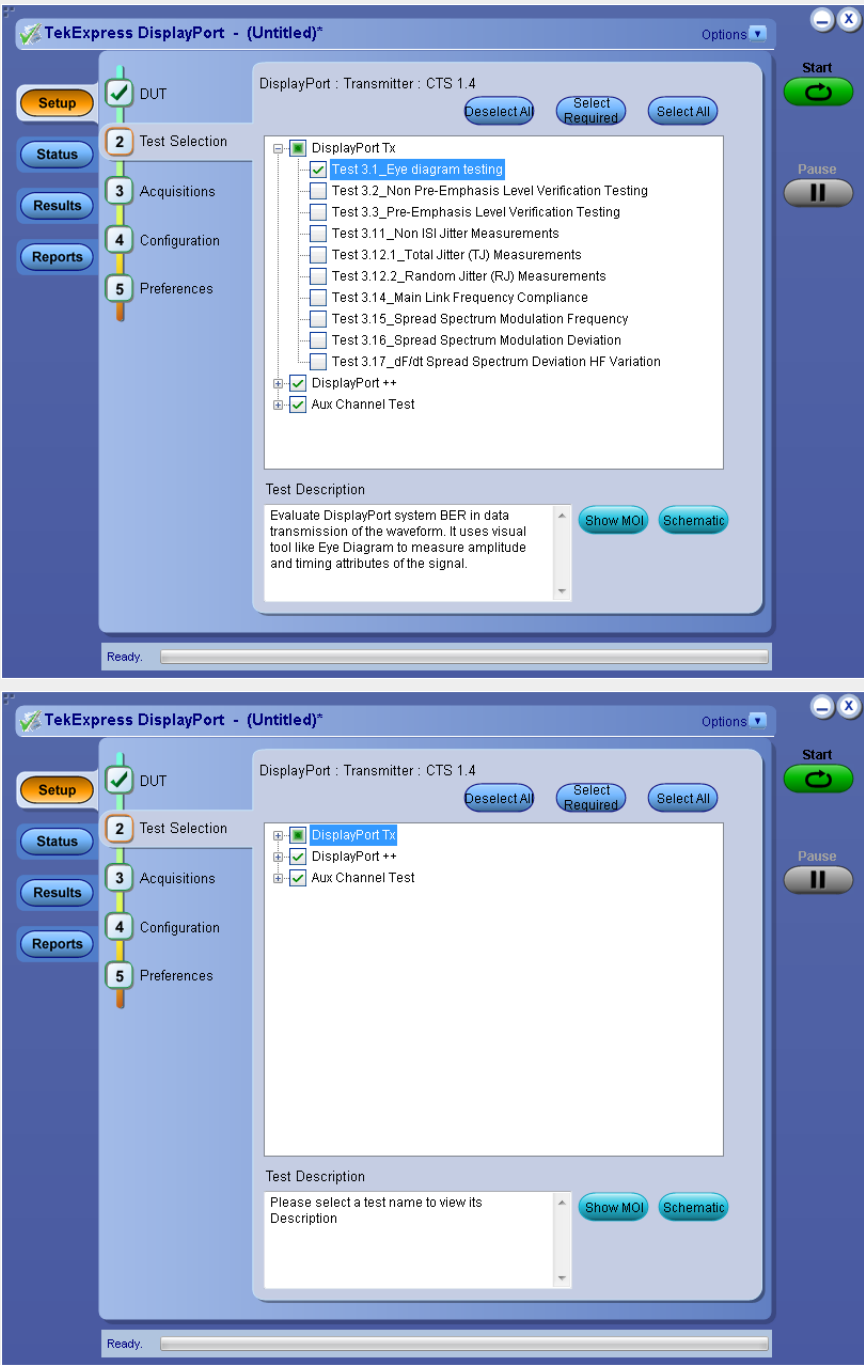 TekExpress DisplayPort - (Untitled)*
Options
x
Start
Pause
Setup
Status
Results
Reports
DUT
2 Test Selection
3 Acquisitions
4 Configuration
5 Preferences
DisplayPort : Transmitter : CTS 1.4
Deselect All
Select
Required
Select All
DisplayPort Tx
Test 3.1_Eye diagram testing
Test 3.2_Non Pre-Emphasis Level Verification Testing
Test 3.3_Pre-Emphasis Level Verification Testing
Test 3.11_Non ISI Jitter Measurements
Test 3.12.1_Total Jitter (TJ) Measurements
Test 3.12.2_Random Jitter (RJ) Measurements
Test 3.14_Main Link Frequency Compliance
Test 3.15_Spread Spectrum Modulation Frequency
Test 3.16_Spread Spectrum Modulation Deviation
Test 3.17_dF/dt Spread Spectrum Deviation HF Variation
DisplayPort ++
Aux Channel Test
Test Description
Evaluate DisplayPort system BER in data
transmission of the waveform. It uses visual
tool like Eye Diagram to measure amplitude
and timing attributes of the signal.
Show MOI
Schematic
Ready.
TekExpress DisplayPort - (Untitled)*
Options
x
Start
Pause
Setup
Status
Results
Reports
DUT
2 Test Selection
3 Acquisitions
4 Configuration
5 Preferences
DisplayPort : Transmitter : CTS 1.4
Deselect All
Select
Required
Select All
DisplayPort Tx
DisplayPort ++
Aux Channel Test
Test Description
Please select a test name to view its
Description
Show MOI
Schematic
Ready.